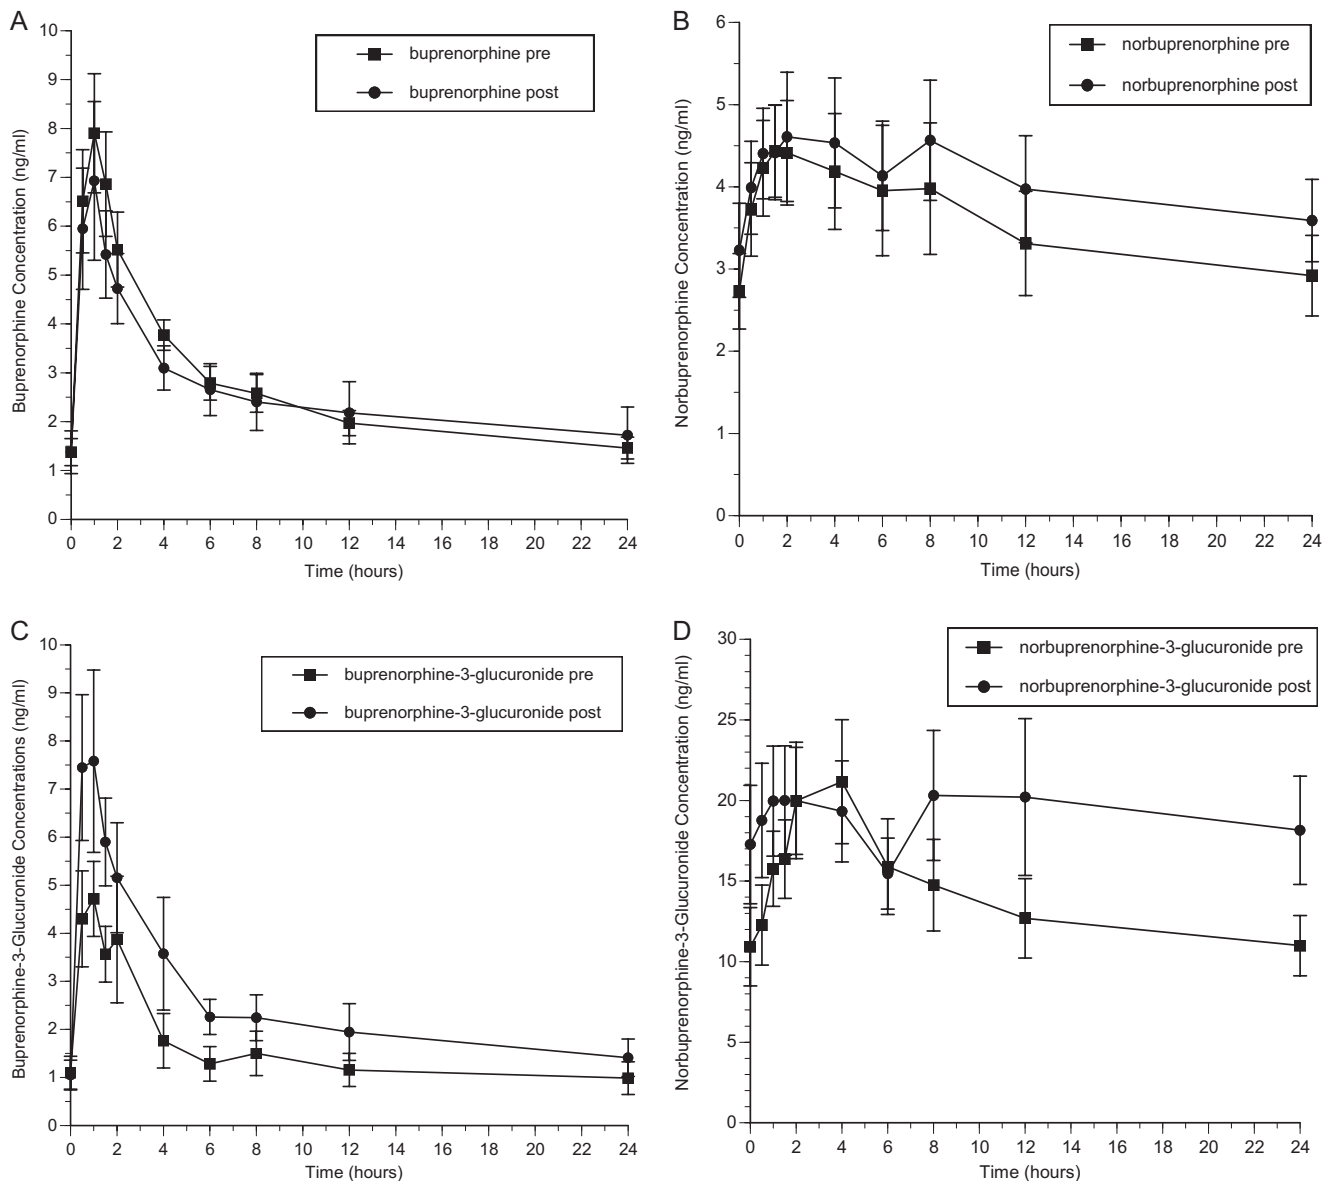 A
10
9
8
7
6
5
4
3
2
1
0
Buprenorphine Concentration (ng/ml)
buprenorphine pre
buprenorphine post
0 2 4 6 8 10 12 14 16 18 20 22 24
Time (hours)
B
6
5
4
3
2
1
0
Norbuprenorphine Concentration (ng/ml)
norbuprenorphine pre
norbuprenorphine post
0 2 4 6 8 10 12 14 16 18 20 22 24
Time (hours)
C
10
9
8
7
6
5
4
3
2
1
0
Buprenorphine-3-Glucuronide Concentrations (ng/ml)
buprenorphine-3-glucuronide pre
buprenorphine-3-glucuronide post
0 2 4 6 8 10 12 14 16 18 20 22 24
Time (hours)
D
30
25
20
15
10
5
0
Norbuprenorphine-3-Glucuronide Concentration (ng/ml)
norbuprenorphine-3-glucuronide pre
norbuprenorphine-3-glucuronide post
0 2 4 6 8 10 12 14 16 18 20 22 24
Time (hours)